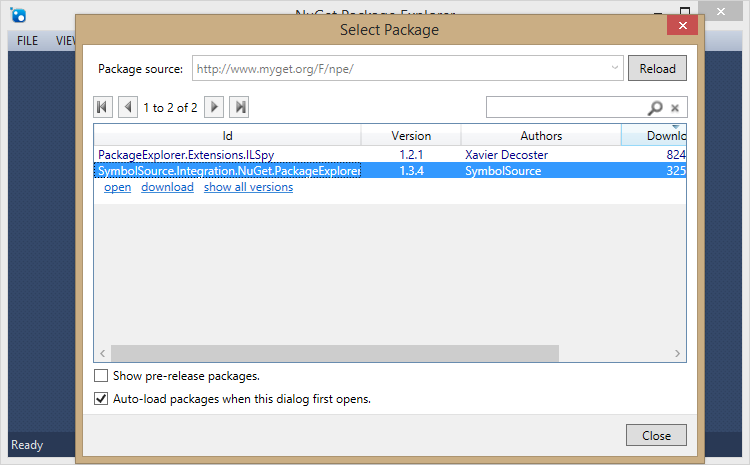 NuGet Package Explorer
FILE VIEW
Select Package
Package source: http://www.myget.org/F/npe/ Reload
1 to 2 of 2
Id Version Authors Downlo
PackageExplorer.Extensions.ILSpy 1.2.1 Xavier Decoster 824
SymbolSource.Integration.NuGet.PackageExplorer 1.3.4 SymbolSource 325
open download show all versions
Show pre-release packages.
Auto-load packages when this dialog first opens.
Close
Ready